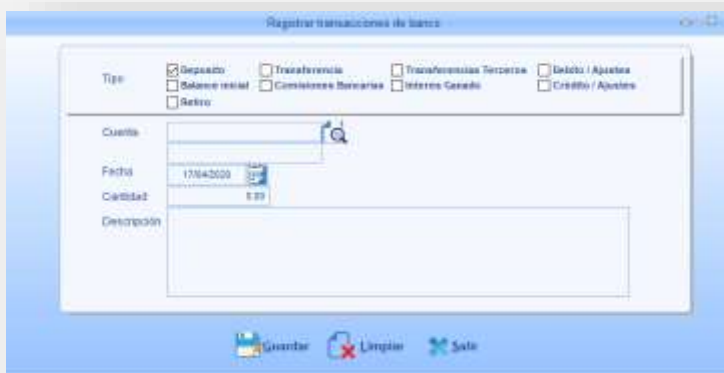 Registrar transacciones de banco
Tipo
Deposito Transferencia Transferencias Terceros Debito / Ajustes
Balance inicial Comisiones Bancarias Interes Ganado Crédito / Ajustes
Retiro
Cuenta
Fecha 17/04/2020
Cantidad 0.00
Descripción
Guardar Limpiar Salir